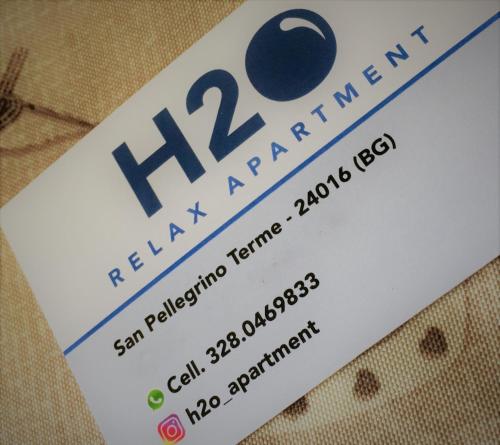 H2O
RELAX APARTMENT
San Pellegrino Terme - 24016 (BG)
Cell. 328.0469833
h2o_apartment